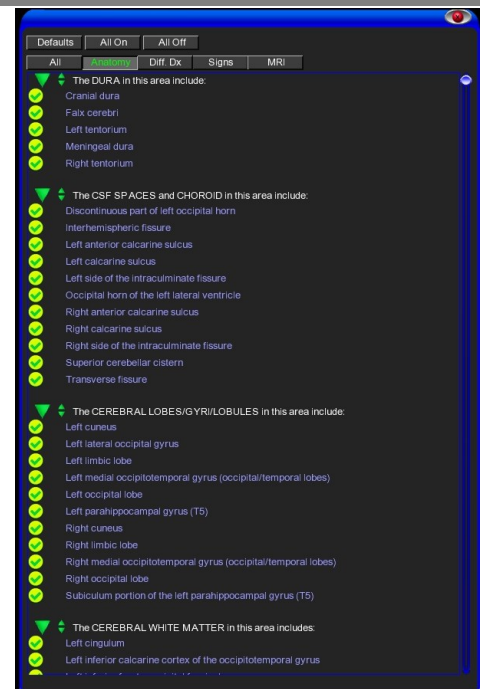 Defaults All On All Off
All Anatomy Diff. Dx Signs MRI
The DURA in this area include:
Cranial dura
Falx cerebri
Left tentorium
Meningeal dura
Right tentorium
The CSF SPACES and CHOROID in this area include:
Discontinuous part of left occipital horn
Interhemispheric fissure
Left anterior calcarine sulcus
Left calcarine sulcus
Left side of the intraculminate fissure
Occipital horn of the left lateral ventricle
Right anterior calcarine sulcus
Right calcarine sulcus
Right side of the intraculminate fissure
Superior cerebellar cistern
Transverse fissure
The CEREBRAL LOBES/GYRI/LOBULES in this area include:
Left cuneus
Left lateral occipital gyrus
Left limbic lobe
Left medial occipitotemporal gyrus (occipital/temporal lobes)
Left occipital lobe
Left parahippocampal gyrus (T5)
Right cuneus
Right limbic lobe
Right medial occipitotemporal gyrus (occipital/temporal lobes)
Right occipital lobe
Subiculum portion of the left parahippocampal gyrus (T5)
The CEREBRAL WHITE MATTER in this area includes:
Left cingulum
Left inferior calcarine cortex of the occipitotemporal gyrus